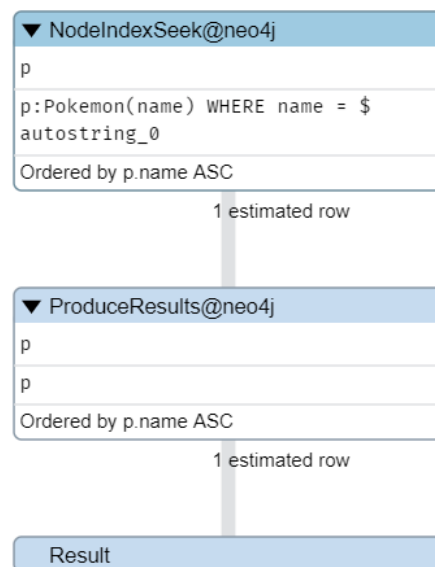 NodeIndexSeek@neo4j
p
p:Pokemon(name) WHERE name = $
autostring_0
Ordered by p.name ASC
1 estimated row
ProduceResults@neo4j
p
p
Ordered by p.name ASC
1 estimated row
Result